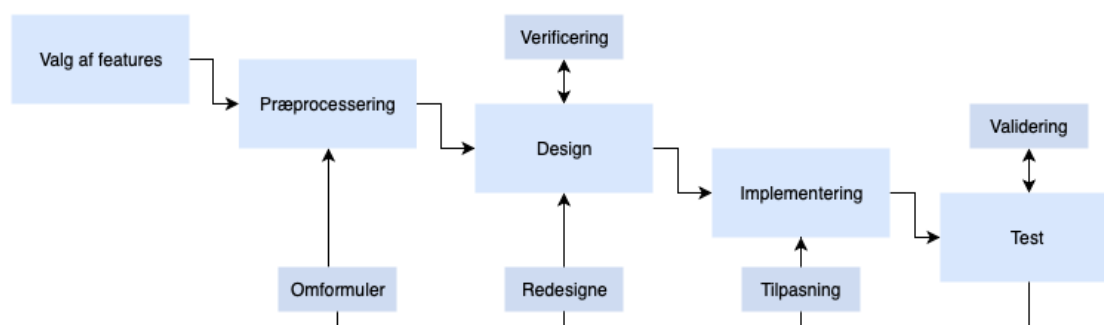 Valg af features
Præprocessering
Verificering
Design
Implementering
Validering
Test
Omformuler
Redesigne
Tilpasning